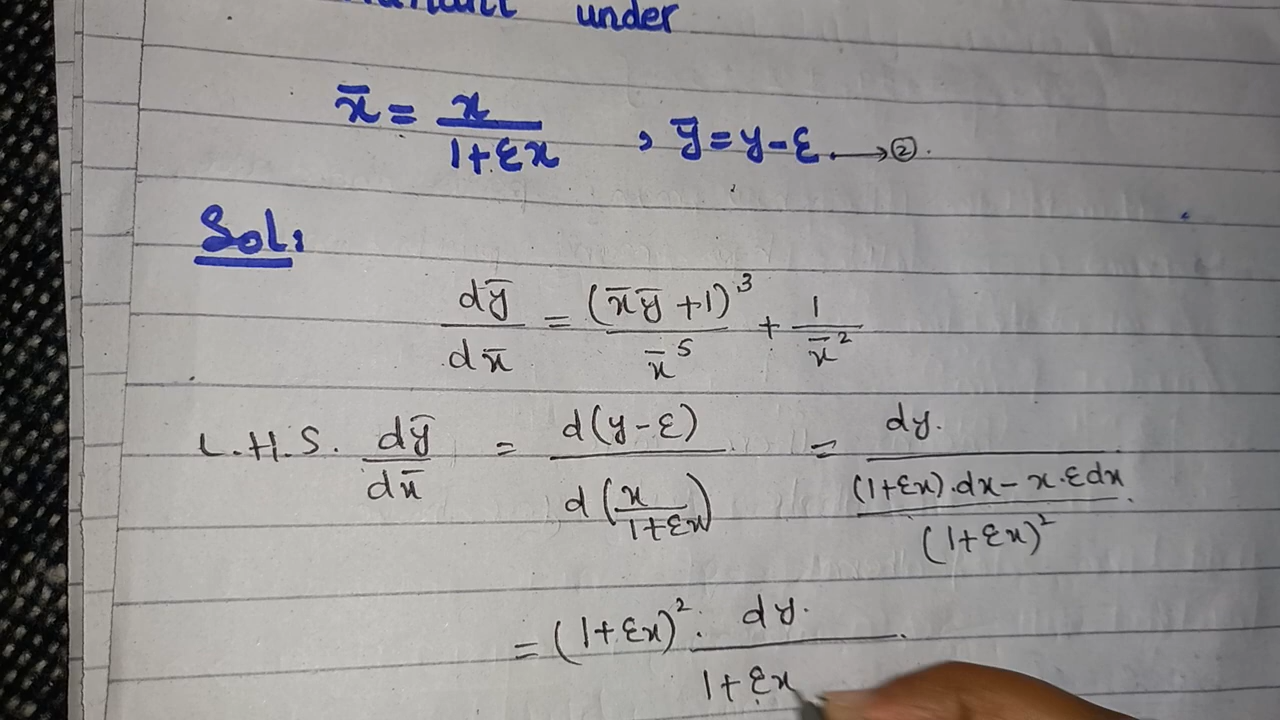 under
x̄ = x/(1+εx) , ȳ = y-ε. → ②.
Sol:
dȳ/dx̄ = (x̄ȳ +1)³/x̄⁵ + 1/x̄²
L.H.S. dȳ/dx̄ = d(y-ε)/d(x/(1+εx)) = dy./(((1+εx).dx - x.εdx)/(1+εx)²)
= (1+εx)². dy./(1+εx